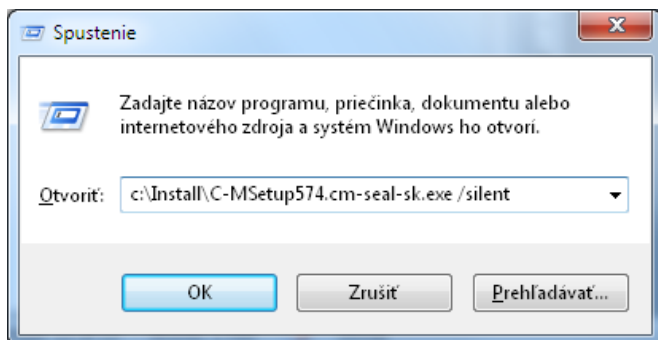 Spustenie
Zadajte názov programu, priečinka, dokumentu alebo
internetového zdroja a systém Windows ho otvorí.
Otvoriť: c:\Install\C-MSetup574.cm-seal-sk.exe /silent
OK Zrušiť Prehľadávať...